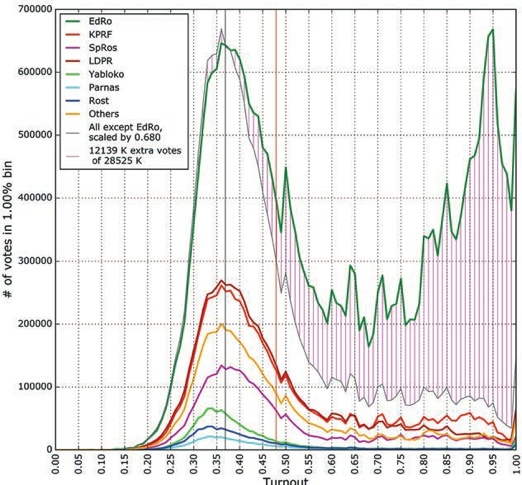 700000
600000
500000
400000
300000
200000
100000
0
# of votes in 1.00% bin
EdRo
KPRF
SpRos
LDPR
Yabloko
Parnas
Rost
Others
All except EdRo,
scaled by 0.680
12139 K extra votes
of 28525 K
0.00
0.05
0.10
0.15
0.20
0.25
0.30
0.35
0.40
0.45
0.50
0.55
0.60
0.65
0.70
0.75
0.80
0.85
0.90
0.95
1.00
Turnout